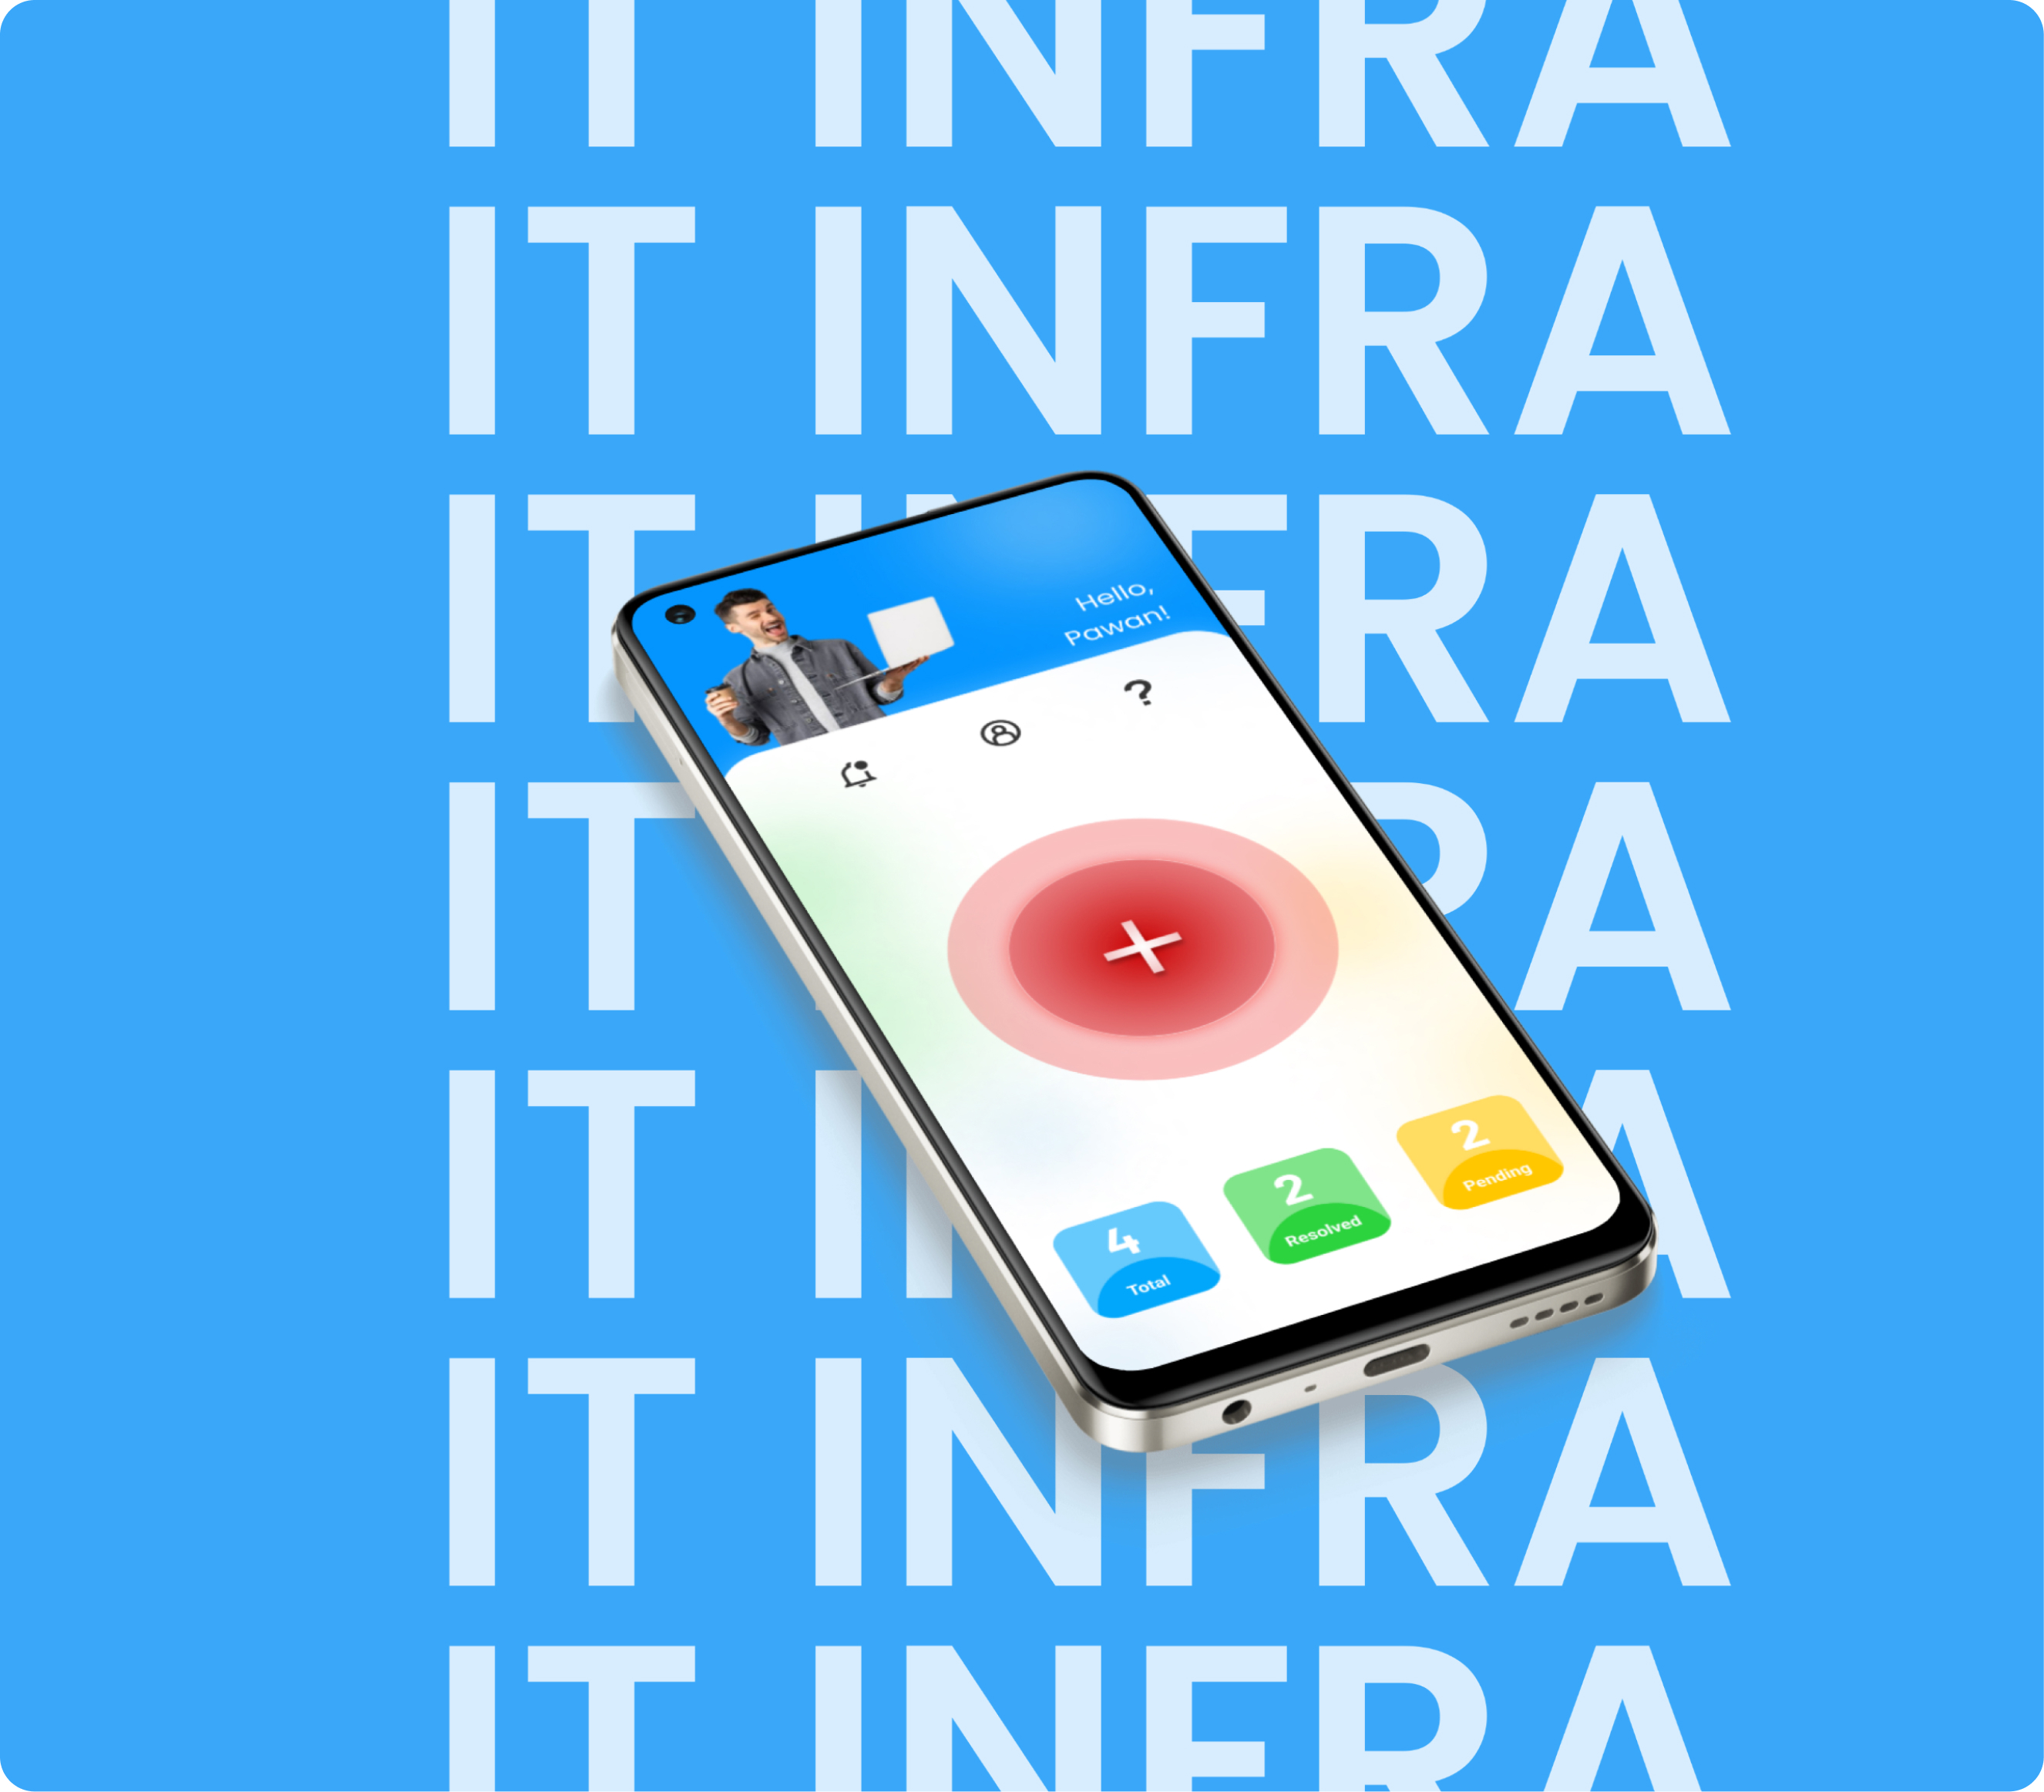 IT INFRA
IT INFRA
IT INFRA
Hello,
Pawan!
?
IT INFRA
IT INFRA
4
Total
2
Resolved
2
Pending
IT INFRA
IT INFRA